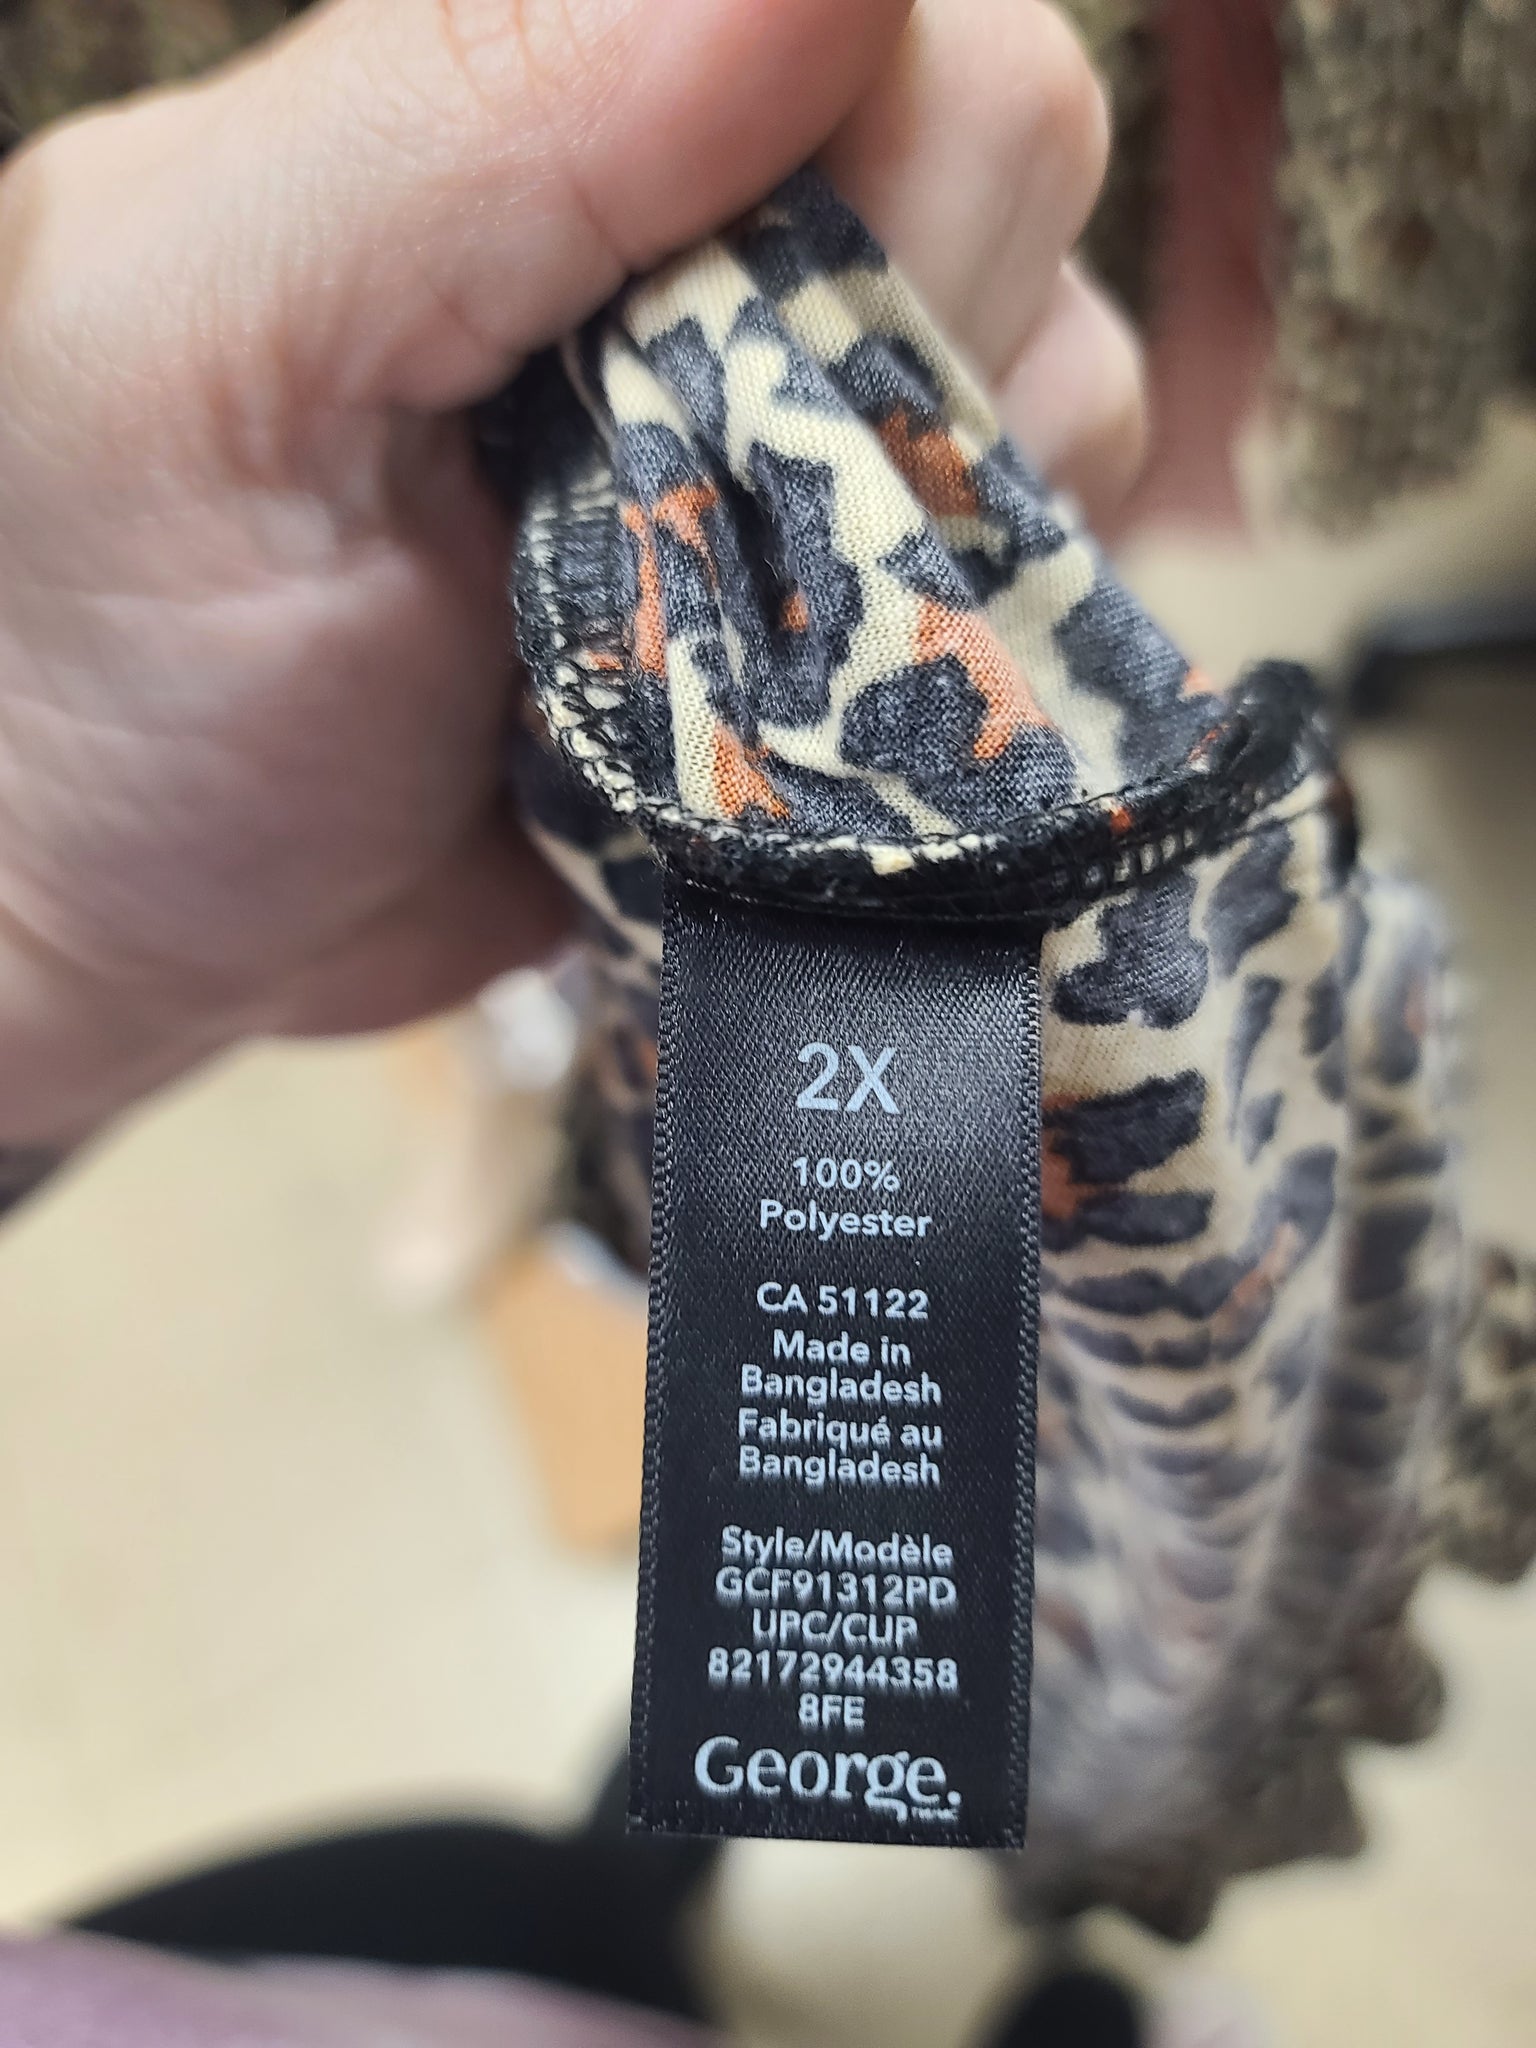 2X
100%
Polyester
CA 51122
Made in
Bangladesh
Fabriqué au
Bangladesh
Style/Modèle
GCF91312PD
UPC/CUP
82172944358
8FE
George.